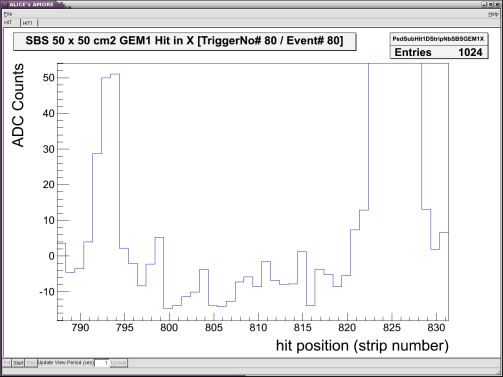 ALICE's AMORE
File
Help
HIT
HIT1
SBS 50 x 50 cm2 GEM1 Hit in X [TriggerNo# 80 / Event# 80]
PedSubHit1DStripNbSBSGEM1X
Entries 1024
ADC Counts
50
40
30
20
10
0
-10
790 795 800 805 810 815 820 825 830
hit position (strip number)
Start Update View Period (sec) 1 Update